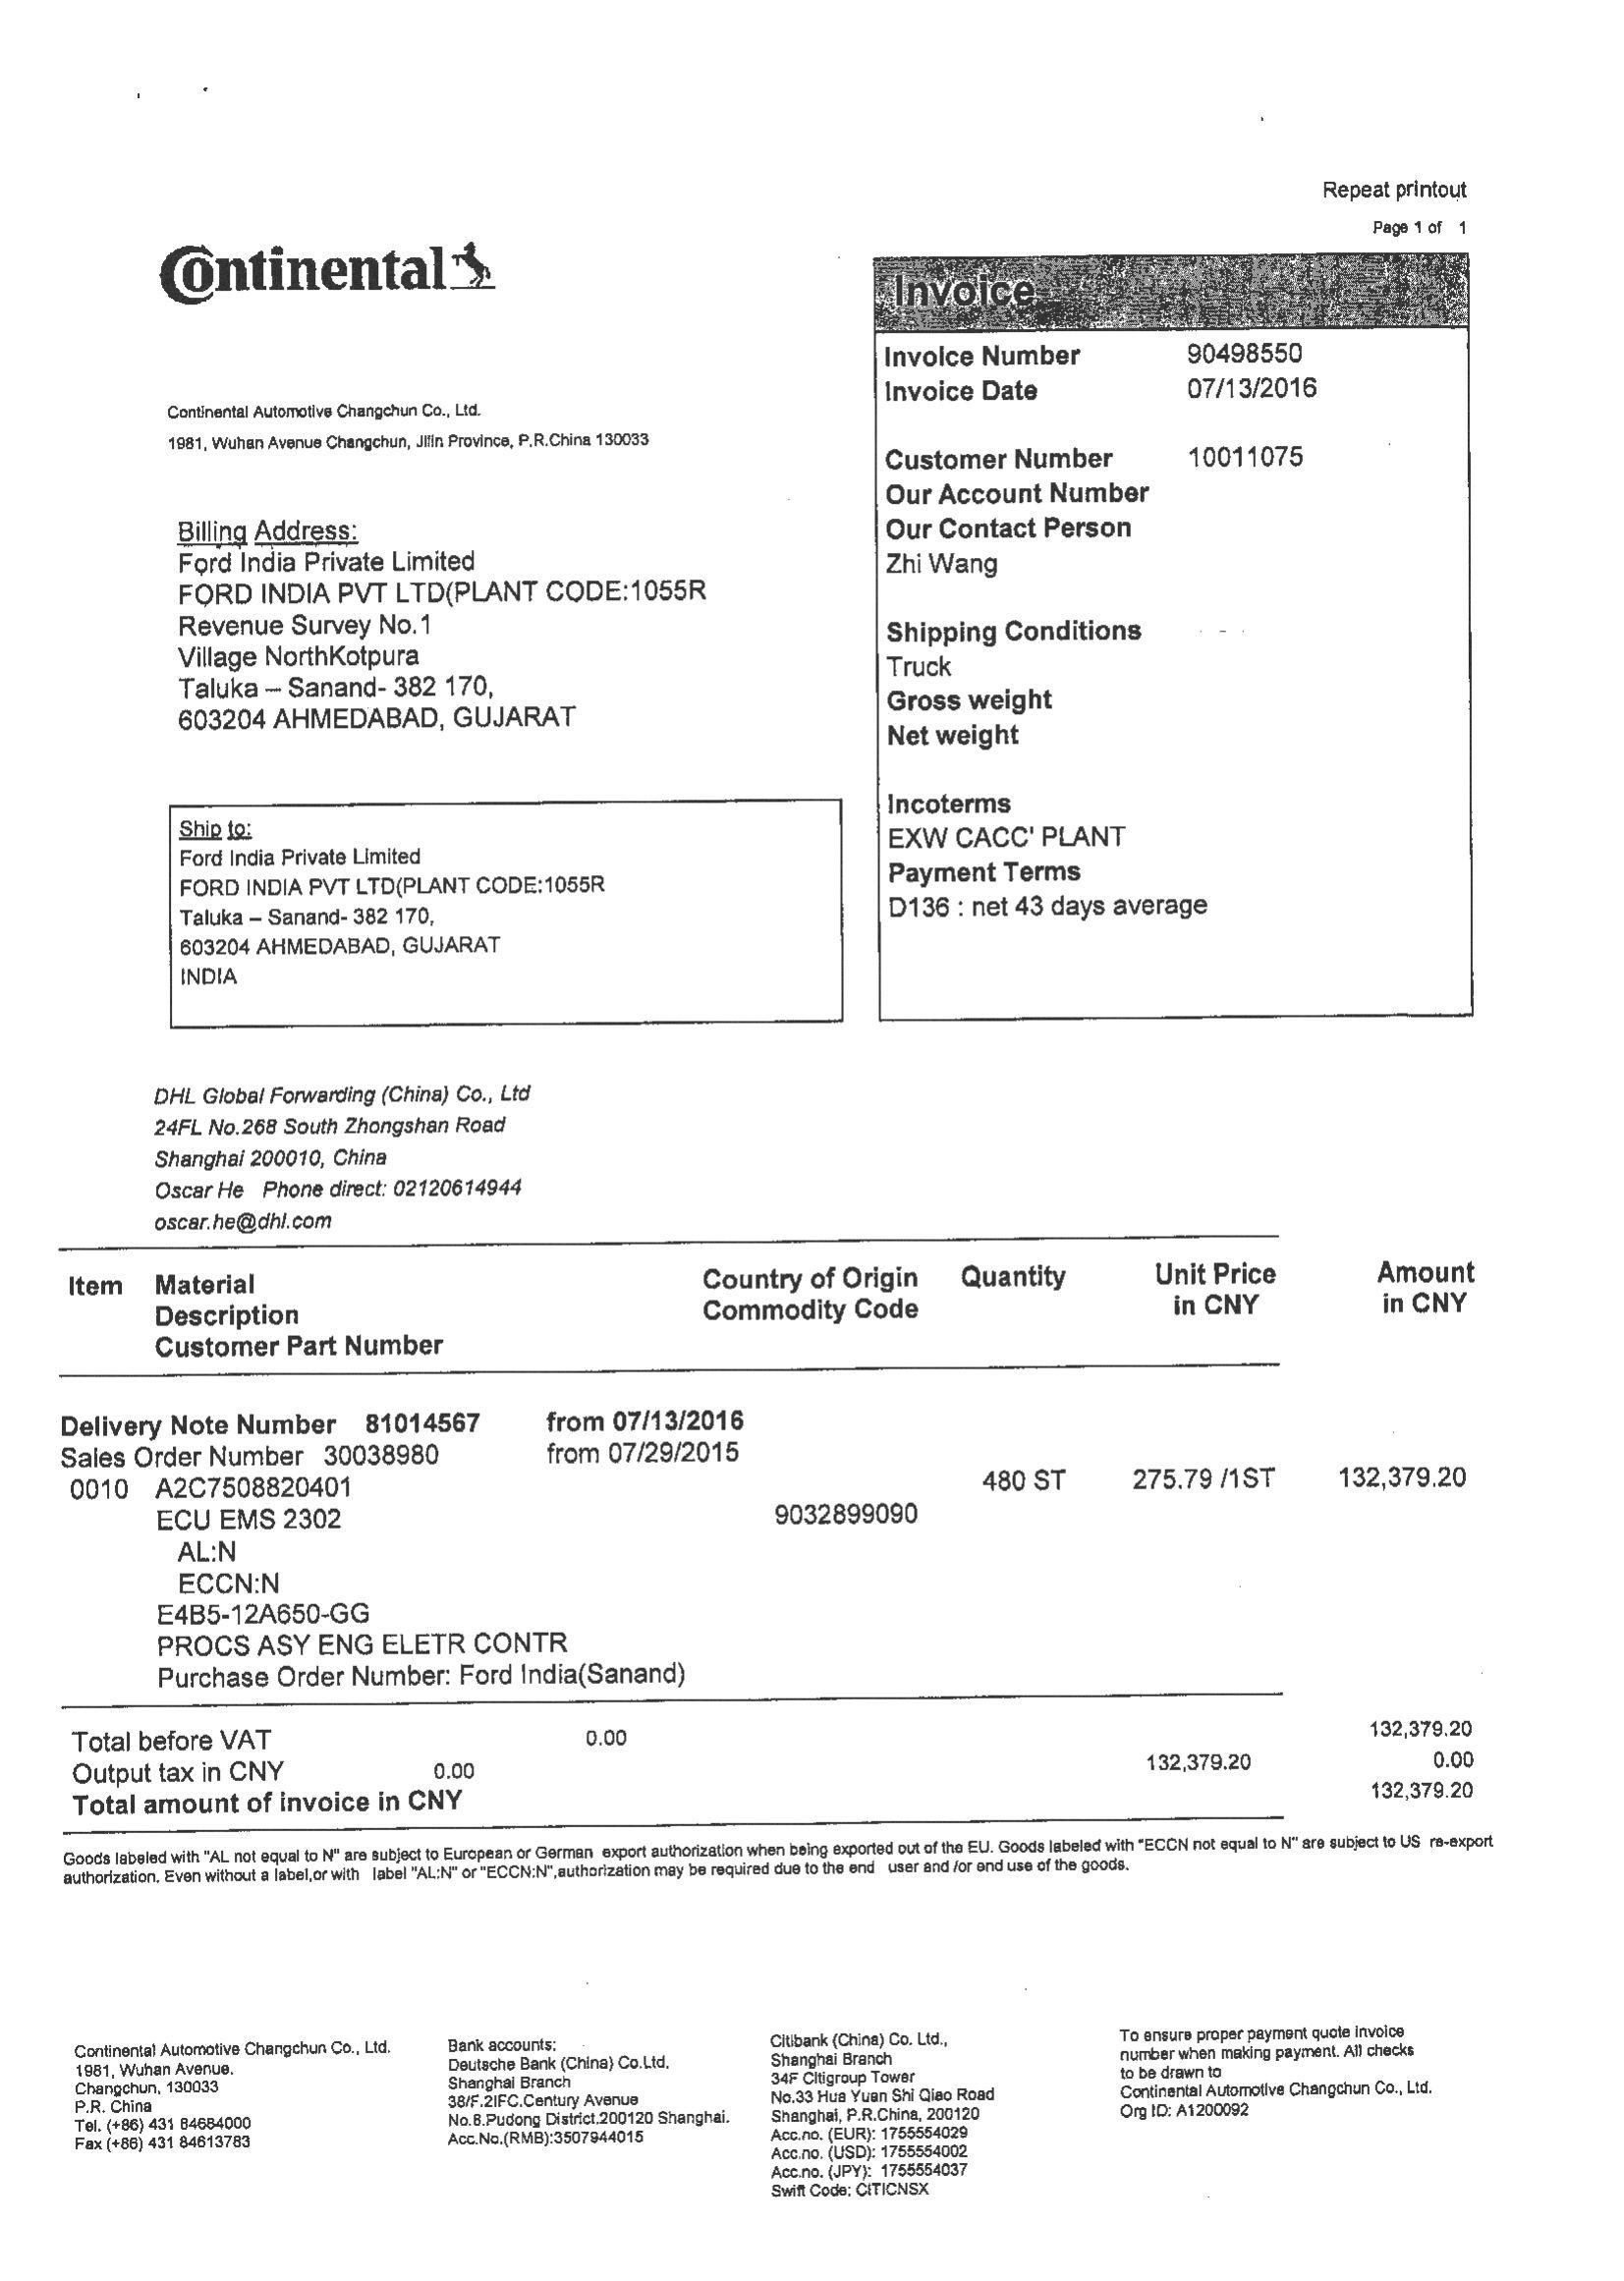 Repeat printout
Page 1 of 1
Continental
Invoice
Invoice Number 90498550
Invoice Date 07/13/2016
Continental Automotive Changchun Co., Ltd.
1981, Wuhan Avenue Changchun, Jilin Province, P.R.China 130033
Customer Number 10011075
Our Account Number
Our Contact Person
Zhi Wang
Shipping Conditions
Truck
Gross weight
Net weight
Incoterms
EXW CACC' PLANT
Payment Terms
D136 : net 43 days average
Billing Address:
Ford India Private Limited
FORD INDIA PVT LTD(PLANT CODE:1055R
Revenue Survey No.1
Village NorthKotpura
Taluka – Sanand- 382 170,
603204 AHMEDABAD, GUJARAT
Ship to:
Ford India Private Limited
FORD INDIA PVT LTD(PLANT CODE:1055R
Taluka – Sanand- 382 170,
603204 AHMEDABAD, GUJARAT
INDIA
DHL Global Forwarding (China) Co., Ltd
24FL No.268 South Zhongshan Road
Shanghai 200010, China
Oscar He Phone direct: 02120614944
oscar.he@dhl.com
Item Material Country of Origin Quantity Unit Price Amount
Description Commodity Code in CNY in CNY
Customer Part Number
Delivery Note Number 81014567 from 07/13/2016
Sales Order Number 30038980 from 07/29/2015
0010 A2C7508820401 480 ST 275.79 /1ST 132,379.20
ECU EMS 2302 9032899090
AL:N
ECCN:N
E4B5-12A650-GG
PROCS ASY ENG ELETR CONTR
Purchase Order Number: Ford India(Sanand)
Total before VAT 0.00 132,379.20
Output tax in CNY 0.00 132,379.20 0.00
Total amount of invoice in CNY 132,379.20
Goods labeled with "AL not equal to N" are subject to European or German export authorization when being exported out of the EU. Goods labeled with "ECCN not equal to N" are subject to US re-export
authorization. Even without a label,or with label "AL:N" or "ECCN:N",authorization may be required due to the end user and /or end use of the goods.
Continental Automotive Changchun Co., Ltd.
1981, Wuhan Avenue.
Changchun, 130033
P.R. China
Tel. (+86) 431 84684000
Fax (+86) 431 84613783
Bank accounts:
Deutsche Bank (China) Co.Ltd.
Shanghai Branch
38/F.2IFC.Century Avenue
No.8.Pudong District.200120 Shanghai.
Acc.No.(RMB):3507944015
Citibank (China) Co. Ltd.,
Shanghai Branch
34F Citigroup Tower
No.33 Hua Yuan Shi Qiao Road
Shanghai, P.R.China, 200120
Acc.no. (EUR): 1755554029
Acc.no. (USD): 1755554002
Acc.no. (JPY): 1755554037
Swift Code: CITICNSX
To ensure proper payment quote invoice
number when making payment. All checks
to be drawn to
Continental Automotive Changchun Co., Ltd.
Org ID: A1200092